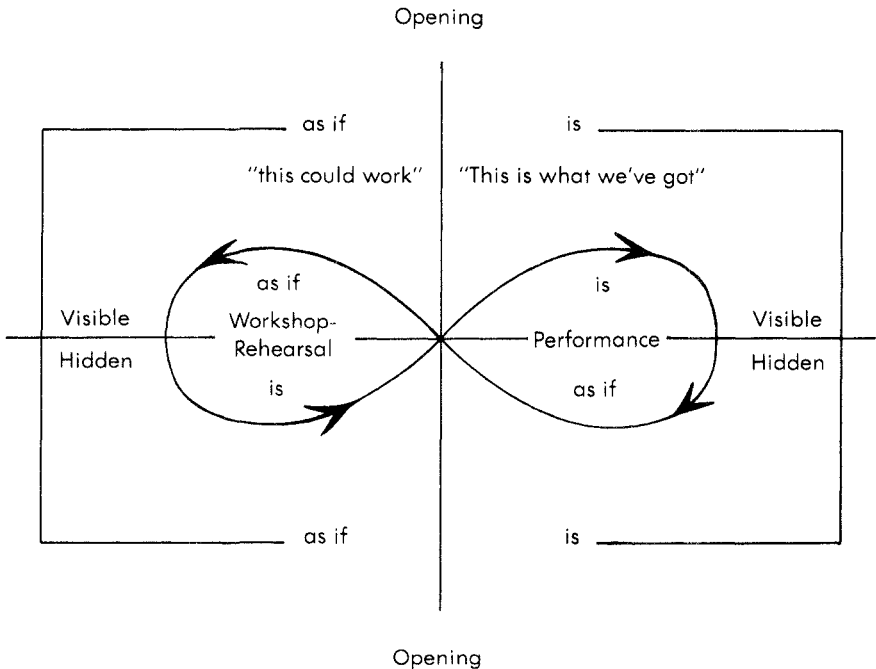 Opening
as if
is
"this could work"
"This is what we've got"
as if
is
Visible
Workshop-
Rehearsal
Performance
Visible
Hidden
Hidden
is
as if
as if
is
Opening